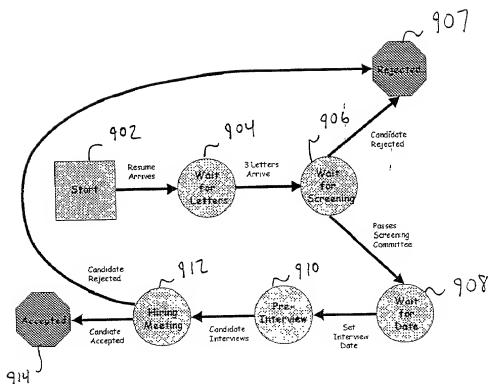 907
Rejected
902
904
906
Candidate
Rejected
Resume
Arrives
3 Letters
Arrive
Start
Wait
for
Letters
Wait
for
Screening
Passes
Screening
Committee
Candidate
Rejected
912
910
908
Accepted
Candiate
Accepted
Hiring
Meeting
Candidate
Interviews
Pre-
Interview
Set
Interview
Date
Wait
for
Date
914